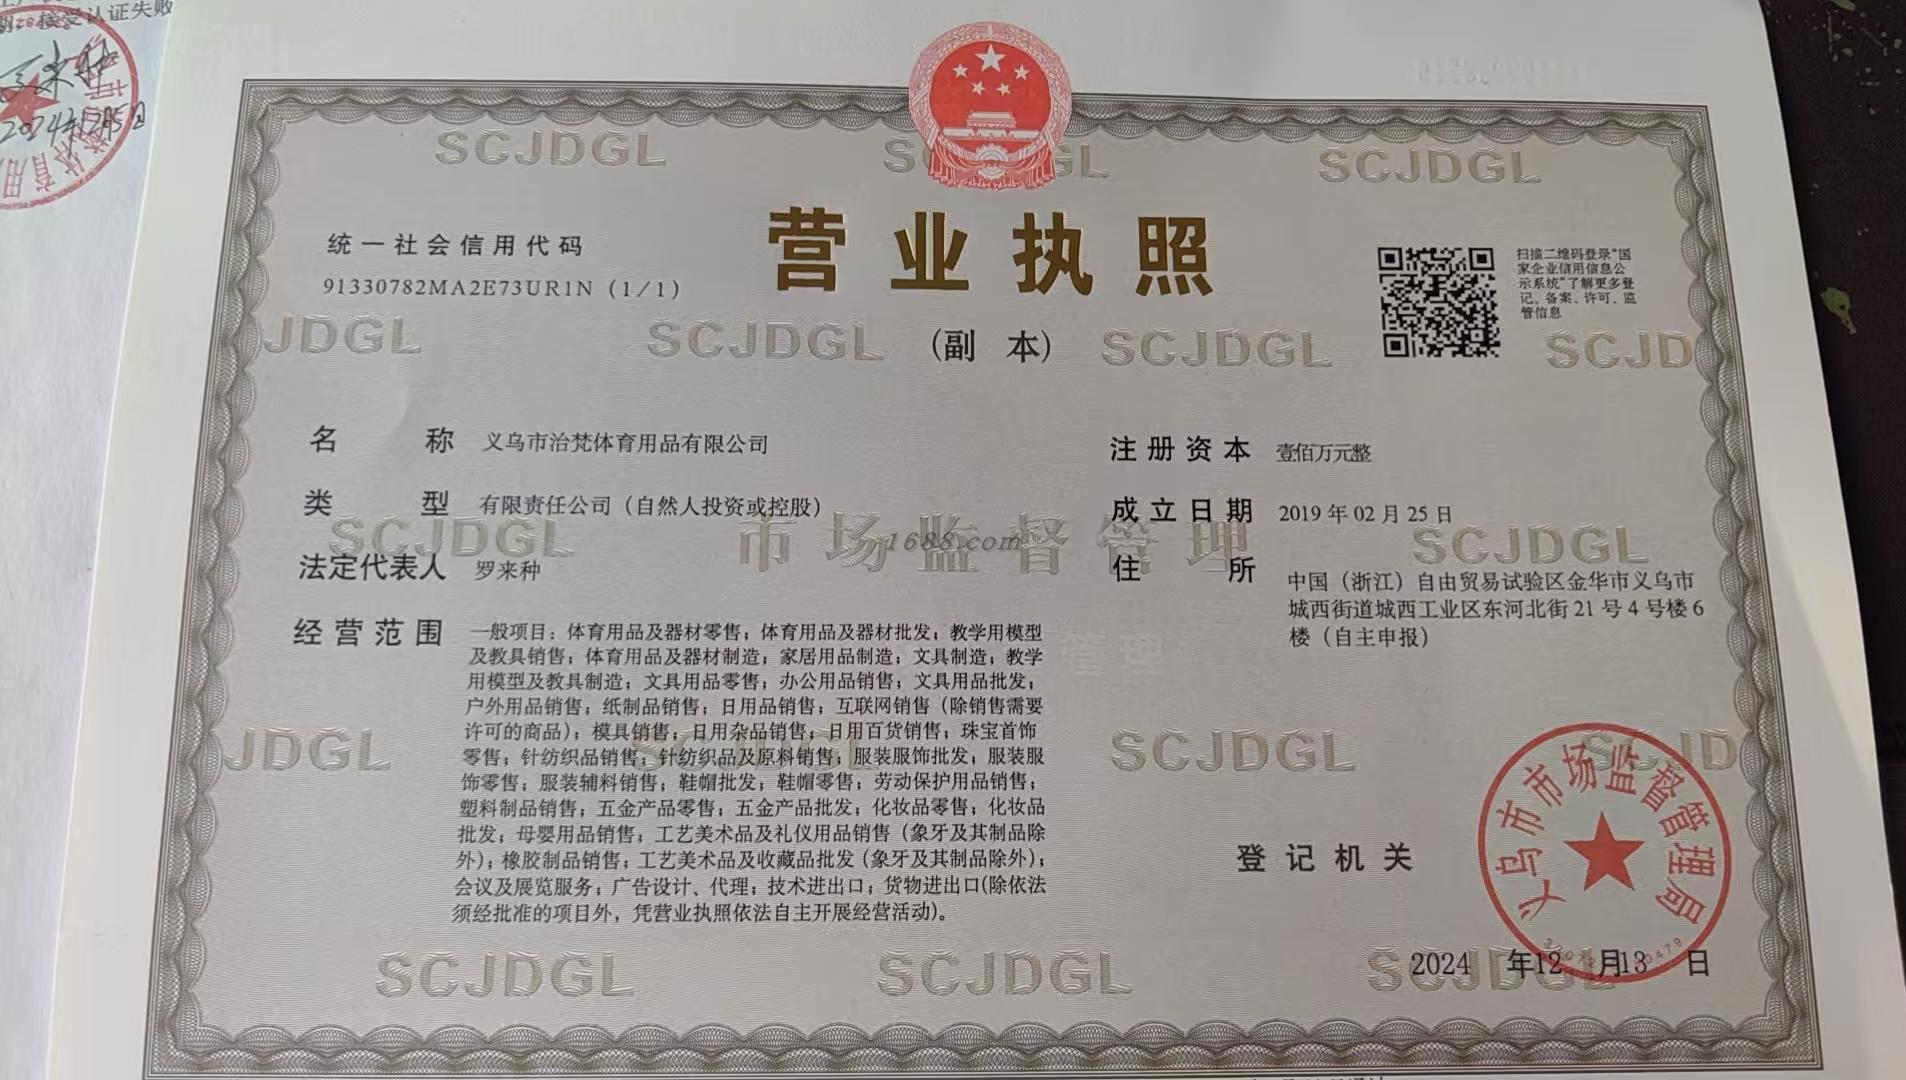 接受认证失败
2024年12月5日
SCJDGL
SCJDGL
营业执照
(副 本)
统一社会信用代码
91330782MA2E73UR1N (1/1)
扫描二维码登录“国
家企业信用信息公
示系统”了解更多登
记、备案、许可、监
管信息
JDGL
SCJDGL
SCJDGL
SCJD
名 称 义乌市治梵体育用品有限公司
类 型 有限责任公司（自然人投资或控股）
法定代表人 罗来种
经营范围 一般项目：体育用品及器材零售；体育用品及器材批发；教学用模型
及教具销售；体育用品及器材制造；家居用品制造；文具制造；教学
用模型及教具制造；文具用品零售；办公用品销售；文具用品批发；
户外用品销售；纸制品销售；日用品销售；互联网销售（除销售需要
许可的商品）；模具销售；日用杂品销售；日用百货销售；珠宝首饰
零售；针纺织品销售；针纺织品及原料销售；服装服饰批发；服装服
饰零售；服装辅料销售；鞋帽批发；鞋帽零售；劳动保护用品销售；
塑料制品销售；五金产品零售；五金产品批发；化妆品零售；化妆品
批发；母婴用品销售；工艺美术品及礼仪用品销售（象牙及其制品除
外）；橡胶制品销售；工艺美术品及收藏品批发（象牙及其制品除外）；
会议及展览服务；广告设计、代理；技术进出口；货物进出口(除依法
须经批准的项目外，凭营业执照依法自主开展经营活动)。
注册资本 壹佰万元整
成立日期 2019年02月25日
住 所 中国（浙江）自由贸易试验区金华市义乌市
城西街道城西工业区东河北街21号4号楼6
楼（自主申报）
SCJDGL
市场监督管理
1688.com
SCJDGL
管理
JDGL
SCJDGL
SCJDGL
登记机关
义乌市市场监督管理局
2024 年12 月13 日
SCJDGL
SCJDGL
SCJDGL